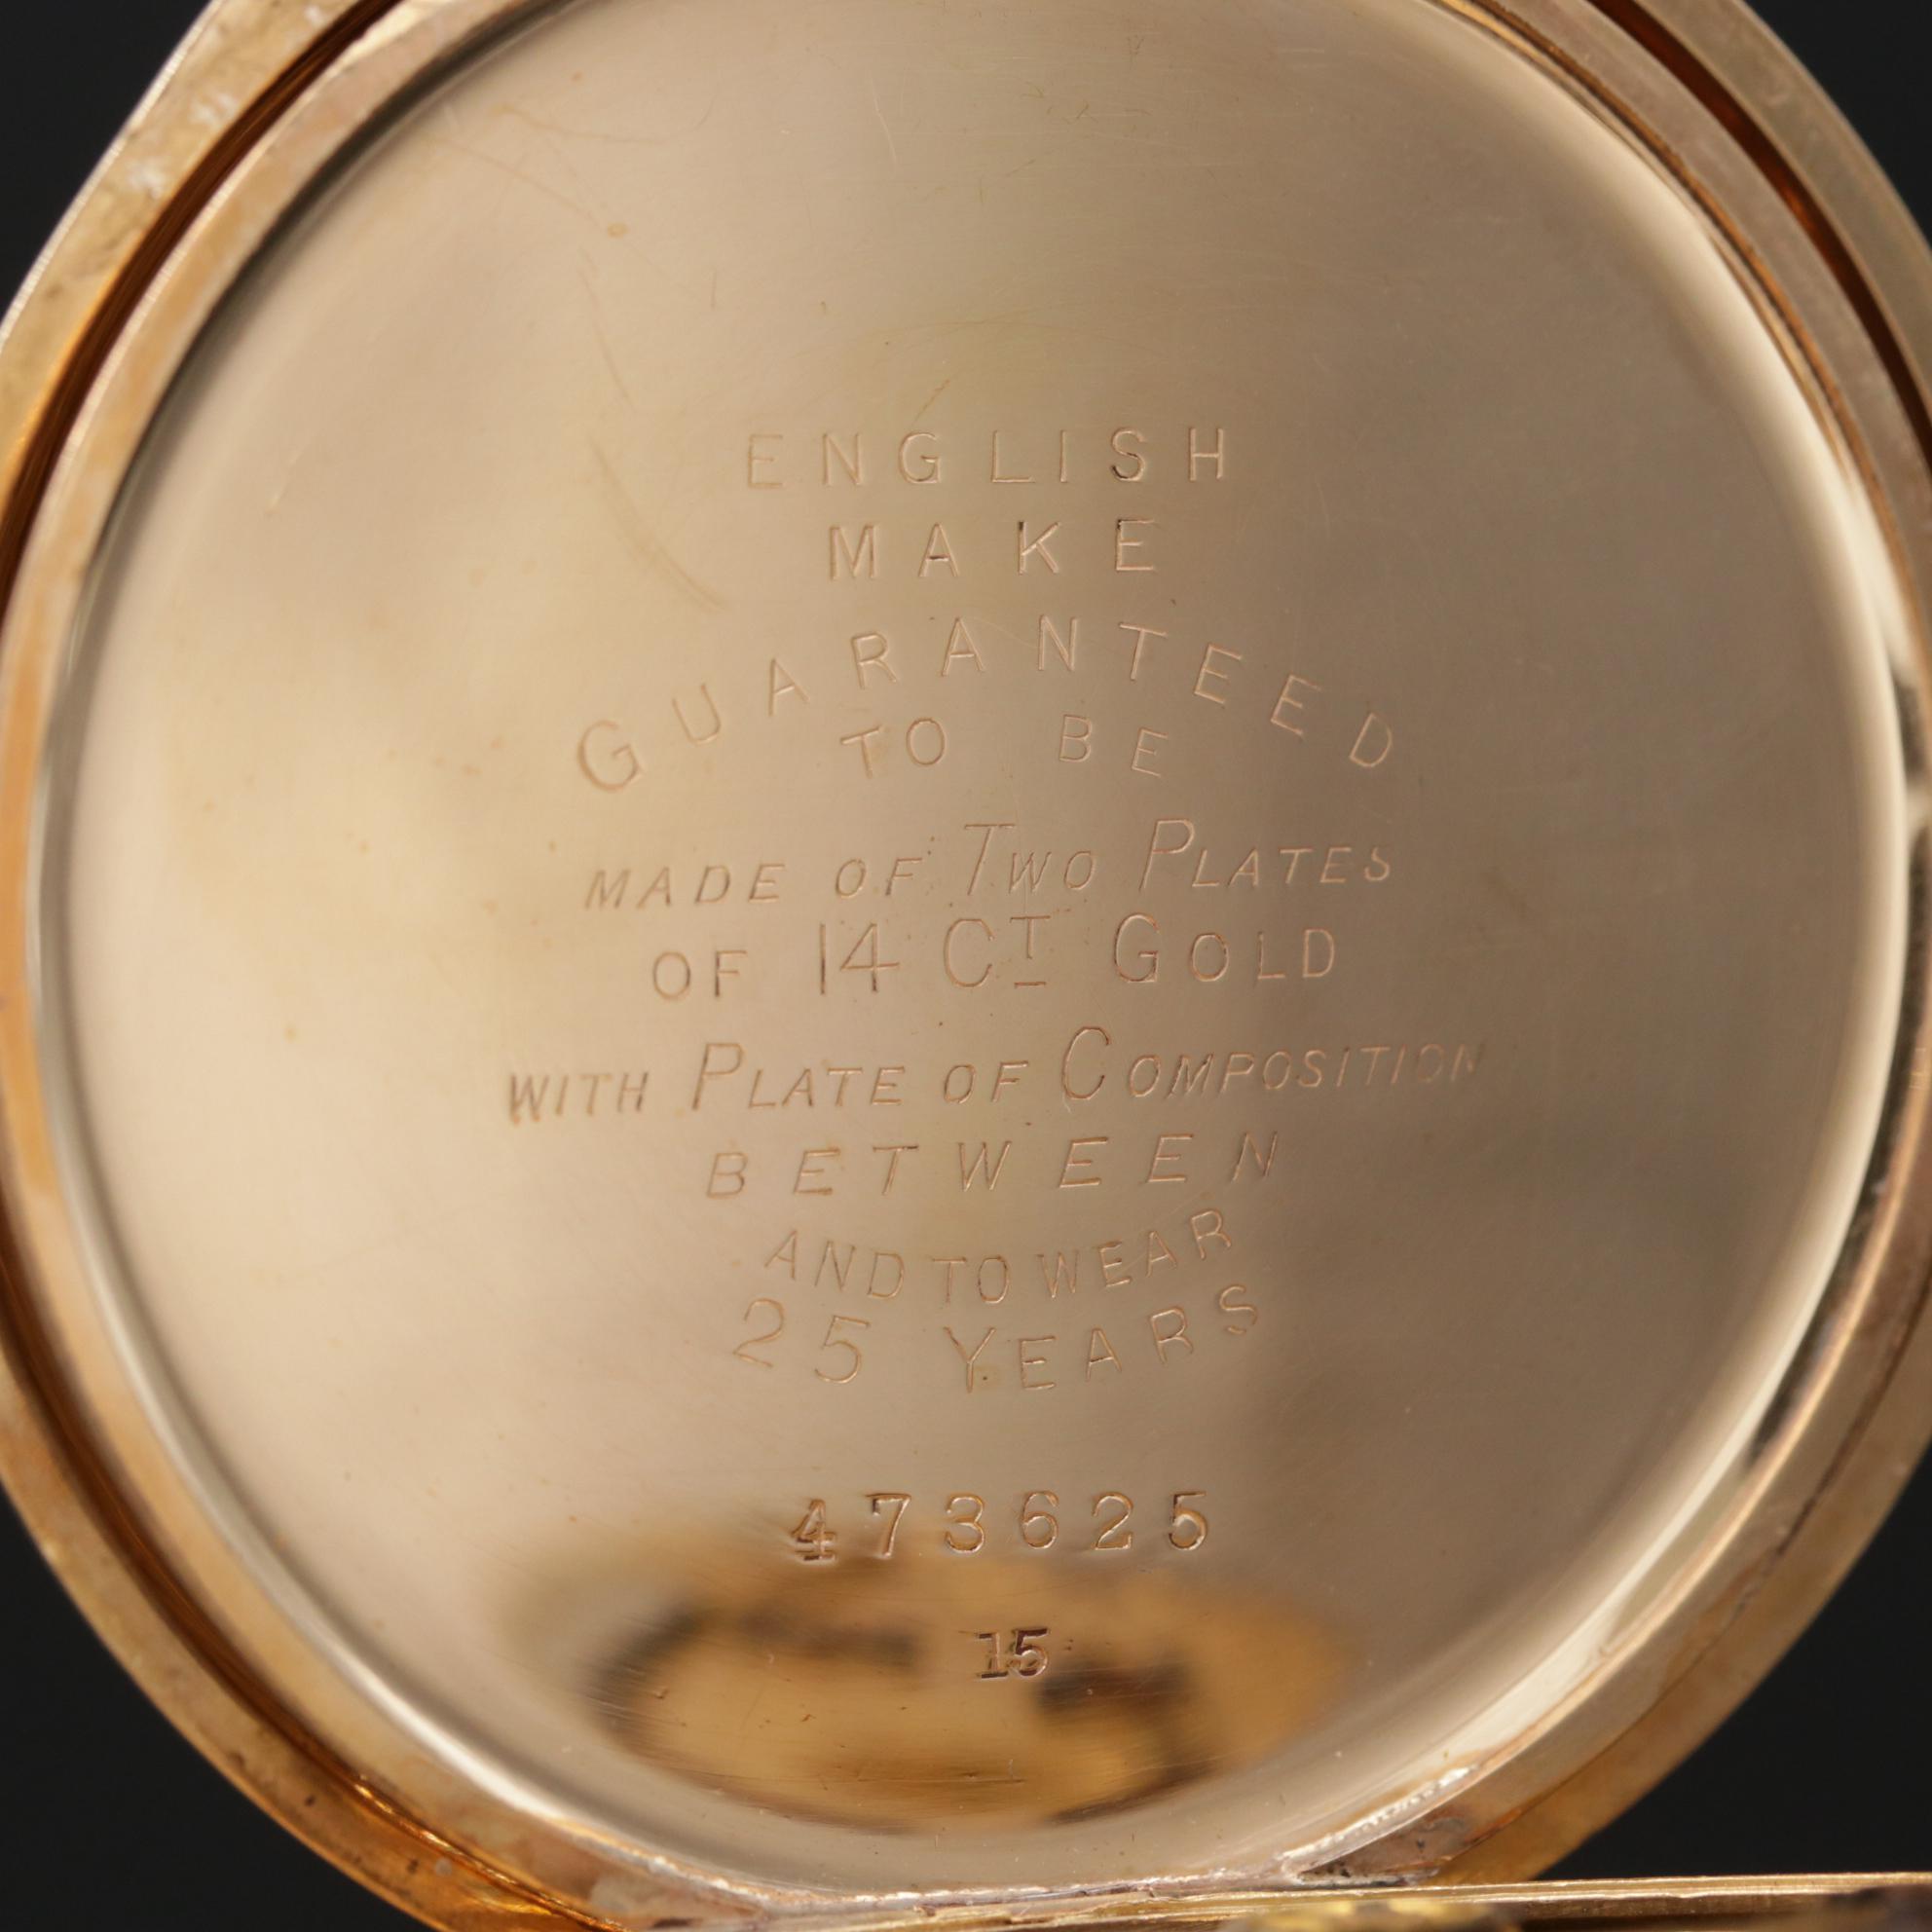 ENGLISH
MAKE
GUARANTEED
TO BE
MADE OF TWO PLATES
OF 14 CT GOLD
WITH PLATE OF COMPOSITION
BETWEEN
AND TO WEAR
25 YEARS
473625
15